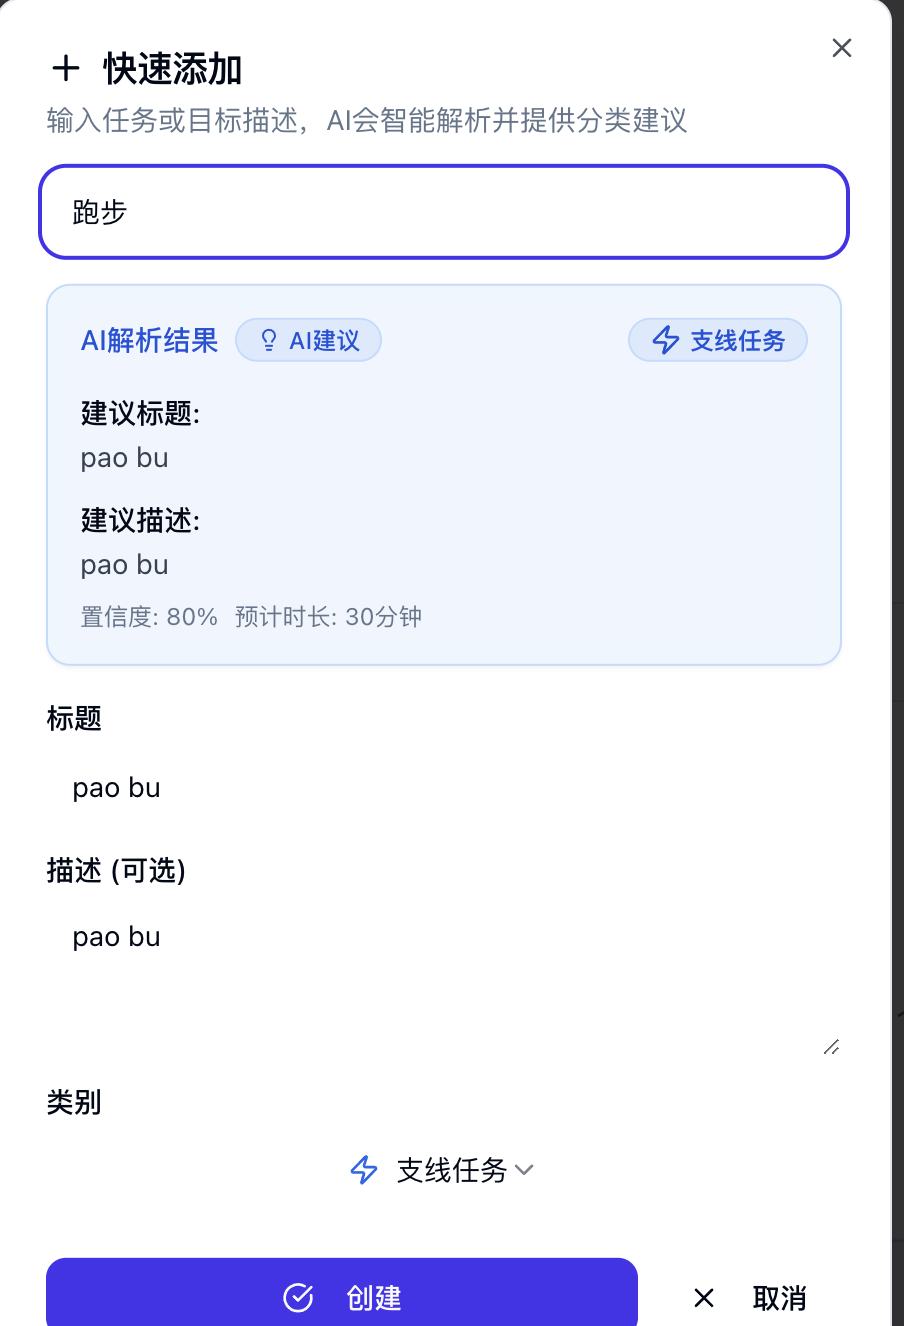 快速添加
输入任务或目标描述，AI会智能解析并提供分类建议
跑步
AI解析结果 AI建议 支线任务
建议标题:
pao bu
建议描述:
pao bu
置信度: 80% 预计时长: 30分钟
标题
pao bu
描述 (可选)
pao bu
类别
支线任务
创建 取消